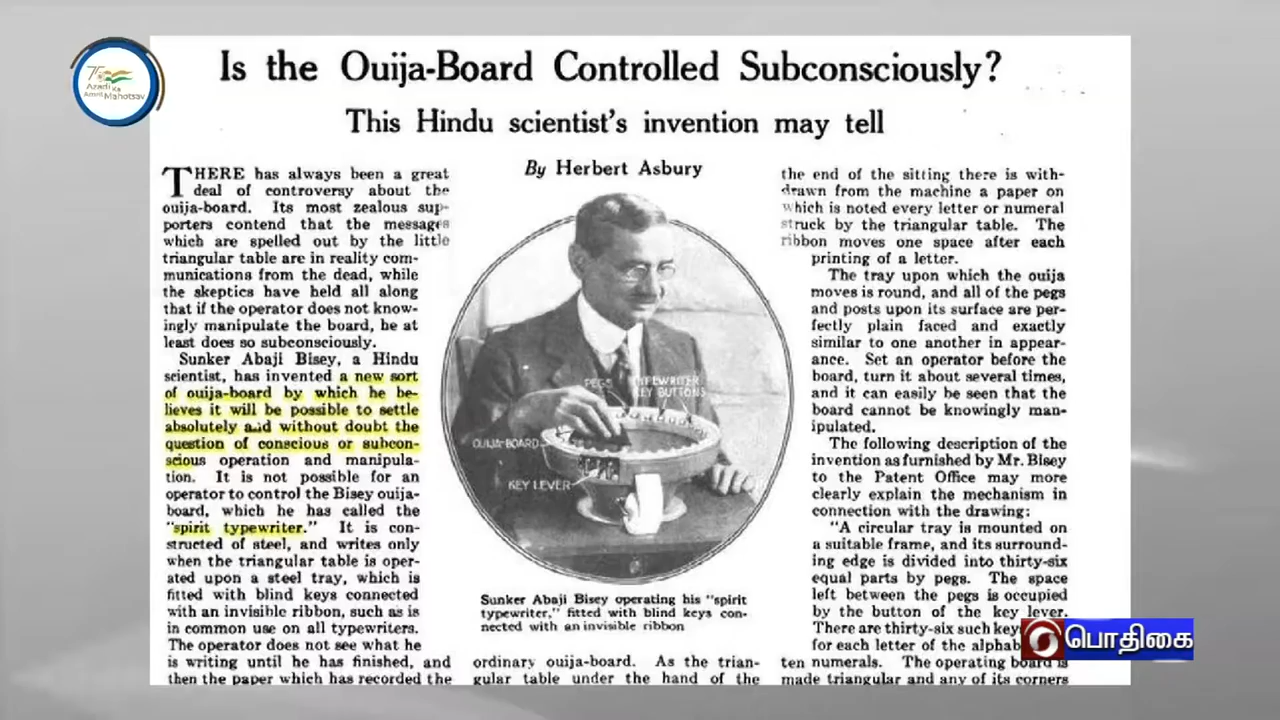 75
Azadi Ka
Amrit Mahotsav
Is the Ouija-Board Controlled Subconsciously?
This Hindu scientist's invention may tell
By Herbert Asbury
THERE has always been a great
deal of controversy about the
ouija-board. Its most zealous sup-
porters contend that the messages
which are spelled out by the little
triangular table are in reality com-
munications from the dead, while
the skeptics have held all along
that if the operator does not know-
ingly manipulate the board, he at
least does so subconsciously.
Sunker Abaji Bisey, a Hindu
scientist, has invented a new sort
of ouija-board by which he be-
lieves it will be possible to settle
absolutely and without doubt the
question of conscious or subcon-
scious operation and manipula-
tion. It is not possible for an
operator to control the Bisey ouija-
board, which he has called the
"spirit typewriter." It is con-
structed of steel, and writes only
when the triangular table is oper-
ated upon a steel tray, which is
fitted with blind keys connected
with an invisible ribbon, such as is
in common use on all typewriters.
The operator does not see what he
is writing until he has finished, and
then the paper which has recorded the
PEGS
TYPEWRITER
KEY BUTTONS
OUIJA-BOARD
KEY LEVER
Sunker Abaji Bisey operating his "spirit
typewriter," fitted with blind keys con-
nected with an invisible ribbon
ordinary ouija-board. As the trian-
gular table under the hand of the
the end of the sitting there is with-
drawn from the machine a paper on
which is noted every letter or numeral
struck by the triangular table. The
ribbon moves one space after each
printing of a letter.
The tray upon which the ouija
moves is round, and all of the pegs
and posts upon its surface are per-
fectly plain faced and exactly
similar to one another in appear-
ance. Set an operator before the
board, turn it about several times,
and it can easily be seen that the
board cannot be knowingly man-
ipulated.
The following description of the
invention as furnished by Mr. Bisey
to the Patent Office may more
clearly explain the mechanism in
connection with the drawing:
"A circular tray is mounted on
a suitable frame, and its surround-
ing edge is divided into thirty-six
equal parts by pegs. The space
left between the pegs is occupied
by the button of the key lever.
There are thirty-six such
for each letter of the
ten numerals. The operating board is
made triangular and any of its corners
பொதிகை